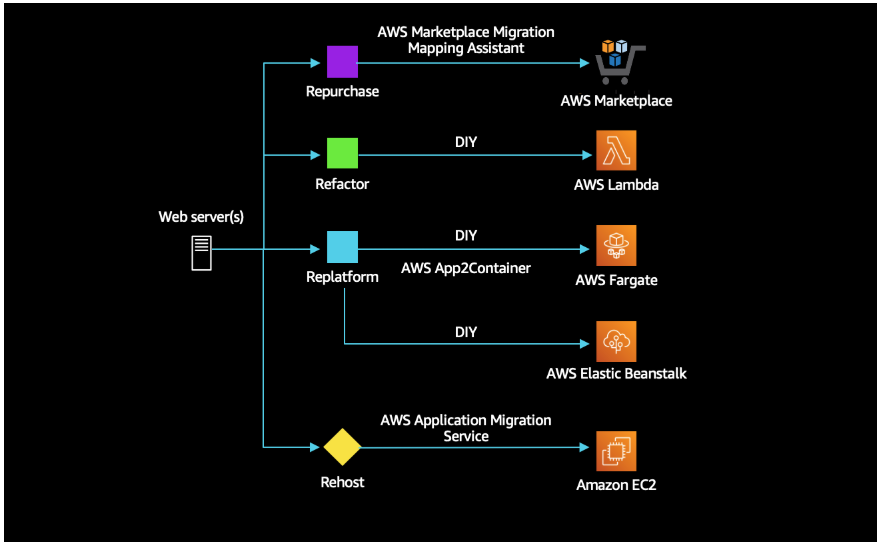 AWS Marketplace Migration
Mapping Assistant
Repurchase
AWS Marketplace
DIY
Refactor
AWS Lambda
Web server(s)
DIY
Replatform
AWS App2Container
AWS Fargate
DIY
AWS Elastic Beanstalk
AWS Application Migration
Service
Rehost
Amazon EC2